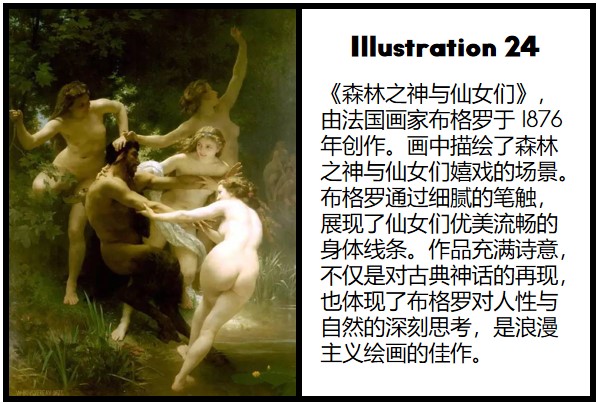 Illustration 24
《森林之神与仙女们》，
由法国画家布格罗于 1876
年创作。画中描绘了森林
之神与仙女们嬉戏的场景。
布格罗通过细腻的笔触，
展现了仙女们优美流畅的
身体线条。作品充满诗意，
不仅是对古典神话的再现，
也体现了布格罗对人性与
自然的深刻思考，是浪漫
主义绘画的佳作。